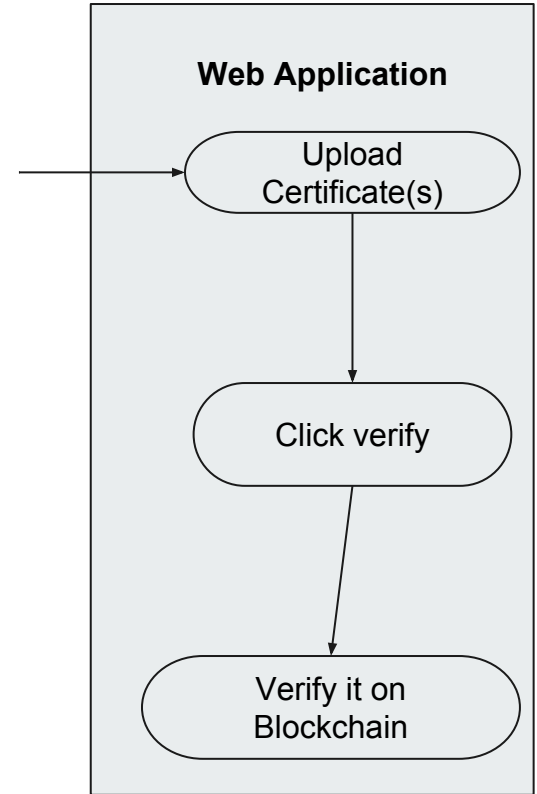 Web Application
Upload
Certificate(s)
Click verify
Verify it on
Blockchain